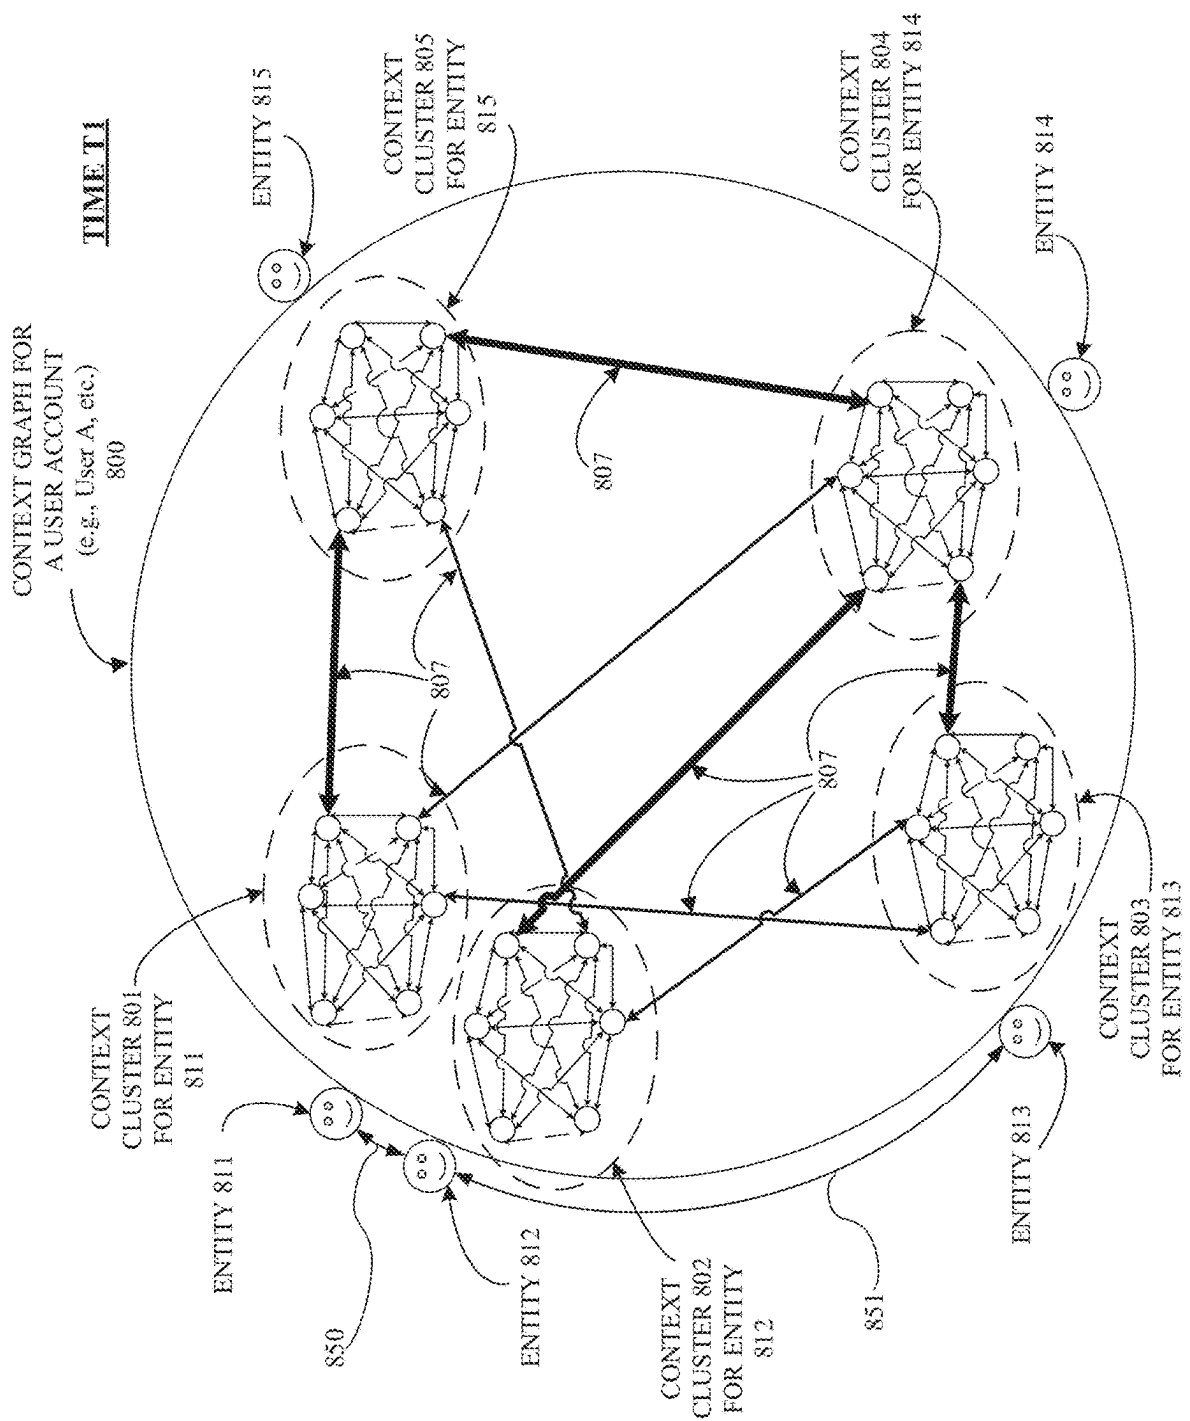 TIME T1
CONTEXT GRAPH FOR
A USER ACCOUNT
(e.g., User A, etc.)
800
ENTITY 815
CONTEXT
CLUSTER 805
FOR ENTITY
815
CONTEXT
CLUSTER 804
FOR ENTITY 814
ENTITY 814
807
807
807
CONTEXT
CLUSTER 801
FOR ENTITY
811
ENTITY 811
850
ENTITY 812
CONTEXT
CLUSTER 802
FOR ENTITY
812
851
ENTITY 813
CONTEXT
CLUSTER 803
FOR ENTITY 813